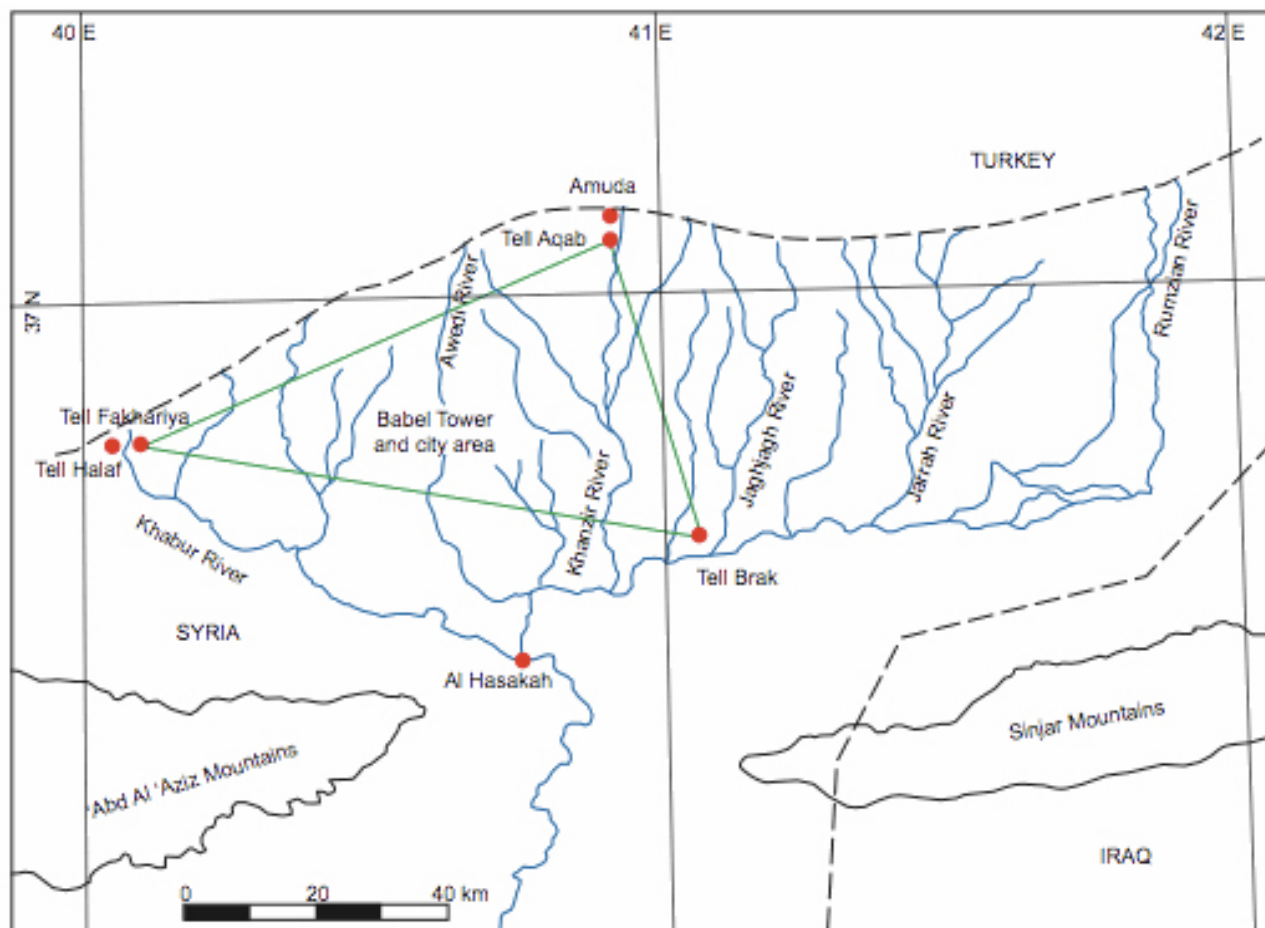 40 E
41 E
42 E
TURKEY
Amuda
Tell Aqab
37 N
Awedi River
Rumzian River
Tell Fakhariya
Babel Tower
and city area
Tell Halaf
Khabur River
Khanzir River
Jaghjagh River
Jarrah River
Tell Brak
SYRIA
Al Hasakah
Sinjar Mountains
'Abd Al 'Aziz Mountains
IRAQ
0 20 40 km